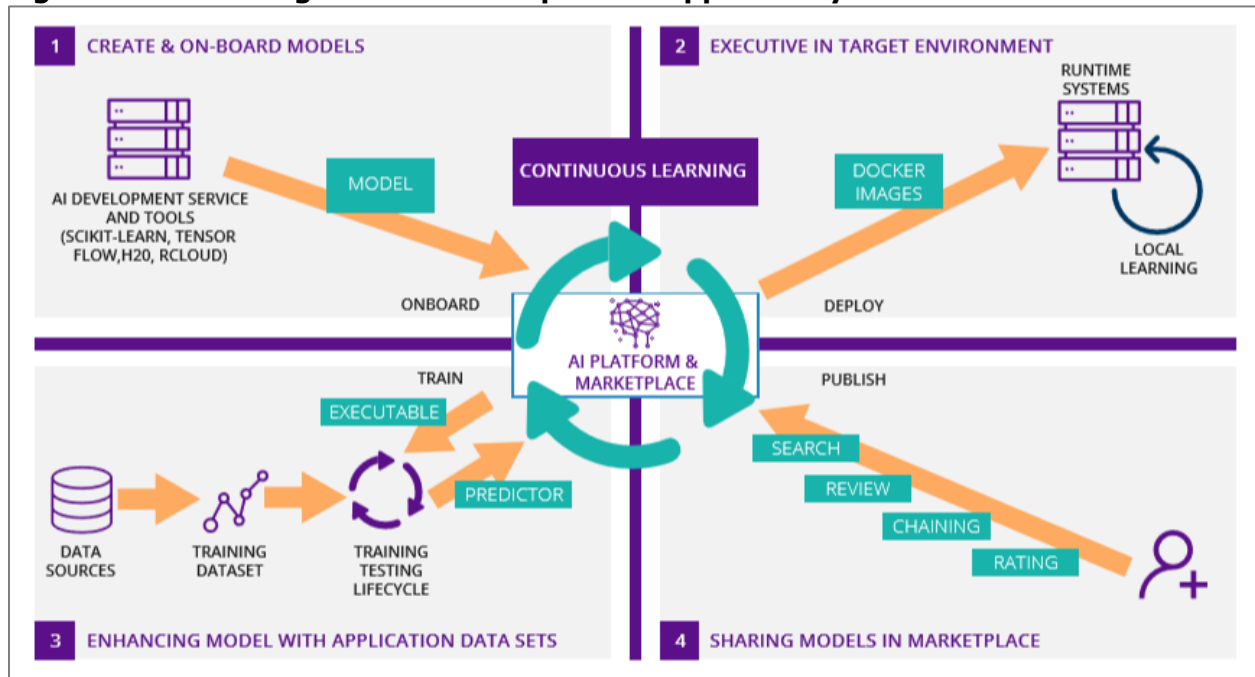 1 CREATE & ON-BOARD MODELS
AI DEVELOPMENT SERVICE
AND TOOLS
(SCIKIT-LEARN, TENSOR
FLOW,H20, RCLOUD)
MODEL
ONBOARD
CONTINUOUS LEARNING
2 EXECUTIVE IN TARGET ENVIRONMENT
RUNTIME
SYSTEMS
DOCKER
IMAGES
LOCAL
LEARNING
DEPLOY
AI PLATFORM &
MARKETPLACE
TRAIN
EXECUTABLE
PREDICTOR
DATA
SOURCES
TRAINING
DATASET
TRAINING
TESTING
LIFECYCLE
3 ENHANCING MODEL WITH APPLICATION DATA SETS
PUBLISH
SEARCH
REVIEW
CHAINING
RATING
4 SHARING MODELS IN MARKETPLACE